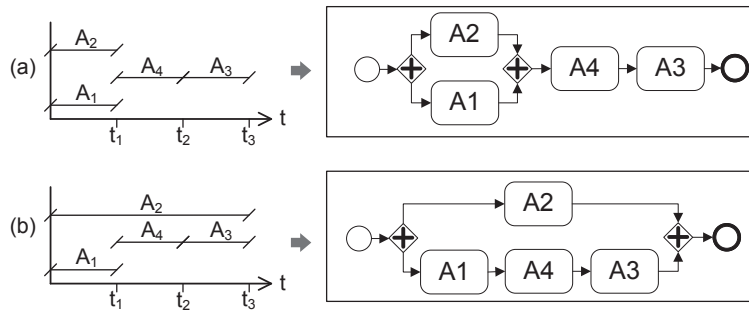 (a)
A₂
A₁
A₄
A₃
t₁
t₂
t₃
t
A2
A1
A4
A3
(b)
A₂
A₄
A₃
A₁
t₁
t₂
t₃
t
A2
A1
A4
A3